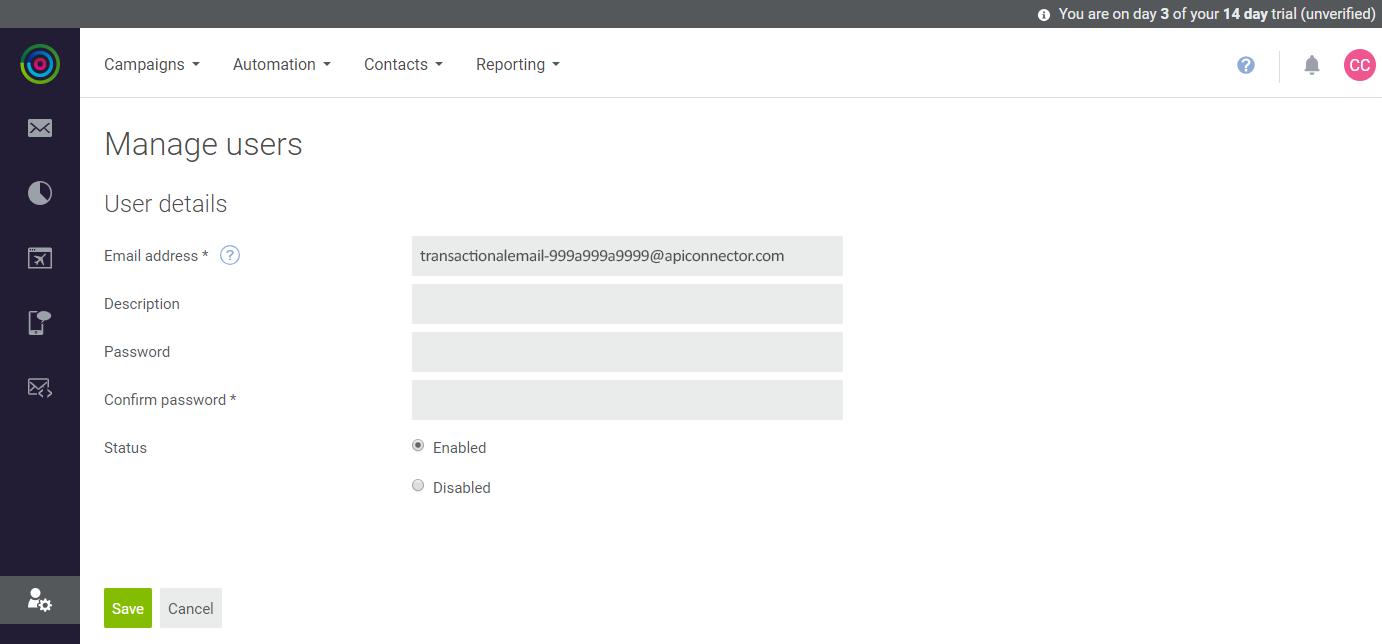 You are on day 3 of your 14 day trial (unverified)
Campaigns Automation Contacts Reporting ? CC
Manage users
User details
Email address * ? transactionalemail-999a999a9999@apiconnector.com
Description
Password
Confirm password *
Status Enabled
Disabled
Save Cancel